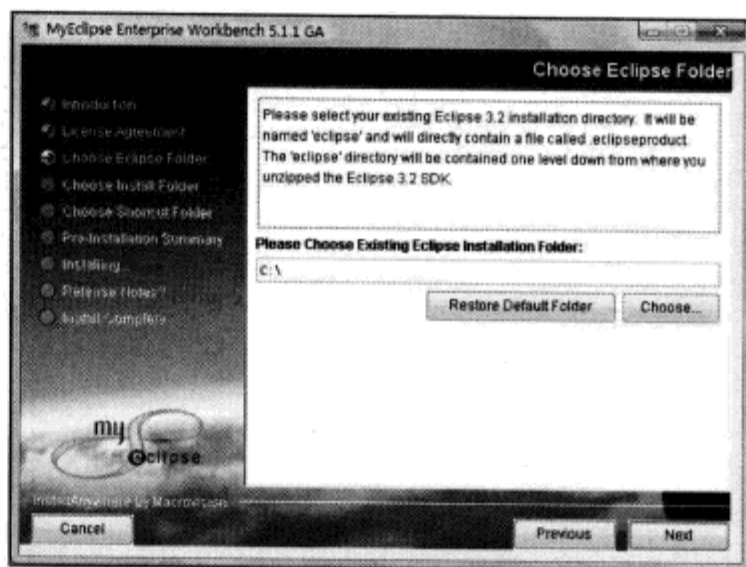 MyEclipse Enterprise Workbench 5.1.1 GA
Choose Eclipse Folder
Introduction
License Agreement
Choose Eclipse Folder
Choose Install Folder
Choose Shortcut Folder
Pre-Installation Summary
Installing...
Release Notes
Install Complete
Please select your existing Eclipse 3.2 installation directory. It will be
named 'eclipse' and will directly contain a file called .eclipseproduct.
The 'eclipse' directory will be contained one level down from where you
unzipped the Eclipse 3.2 SDK.
Please Choose Existing Eclipse Installation Folder:
C:\
Restore Default Folder
Choose...
my
eclipse
InstallAnywhere by Macrovision
Cancel
Previous
Next